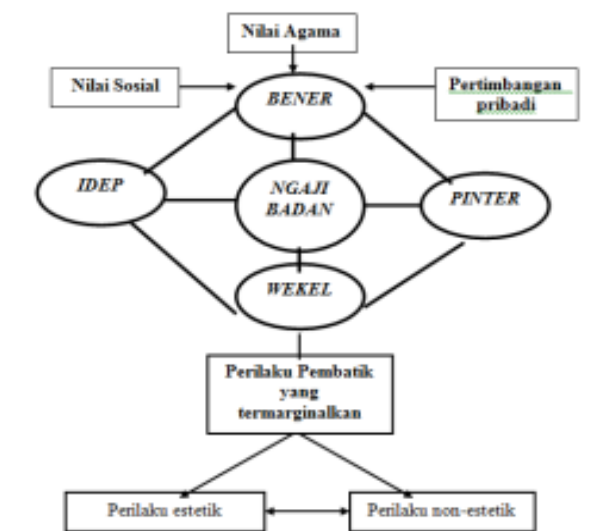 Nilai Agama
Nilai Sosial
BENER
Pertimbangan
pribadi
IDEP
NGAJI
BADAN
PINTER
WEKEL
Perilaku Pembatik
yang
termarginalkan
Perilaku estetik
Perilaku non-estetik